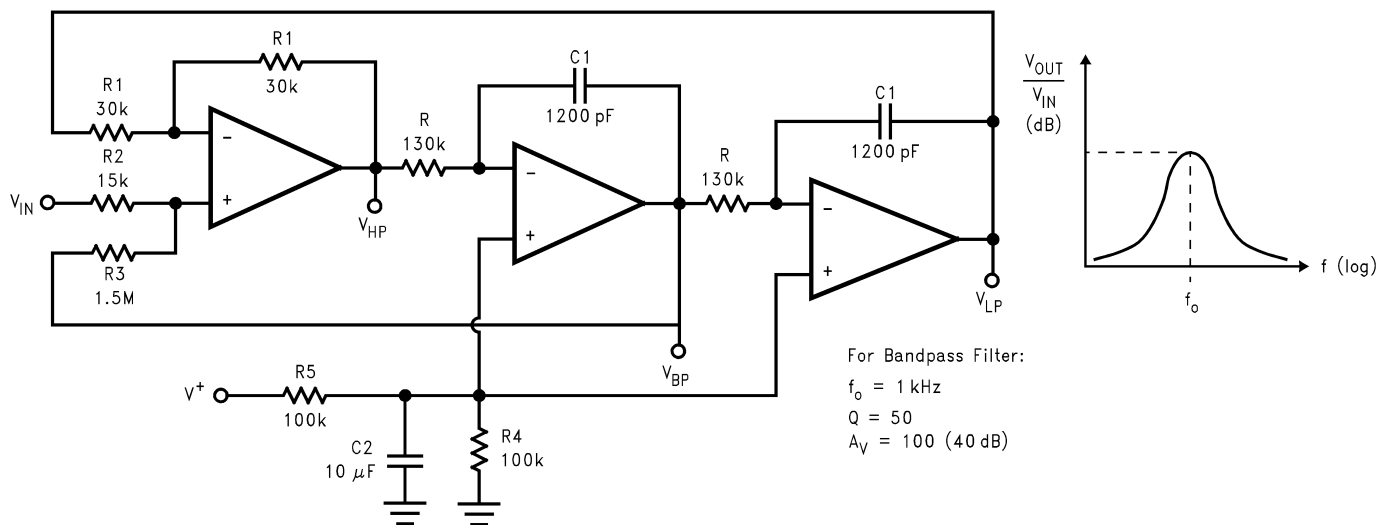 R1
30k
R1
30k
R2
15k
V_IN
R3
1.5M
V_HP
R
130k
C1
1200 pF
R
130k
C1
1200 pF
V_BP
V_LP
V+
R5
100k
C2
10 µF
R4
100k
V_OUT
V_IN
(dB)
f (log)
f_o
For Bandpass Filter:
f_o = 1 kHz
Q = 50
A_V = 100 (40 dB)